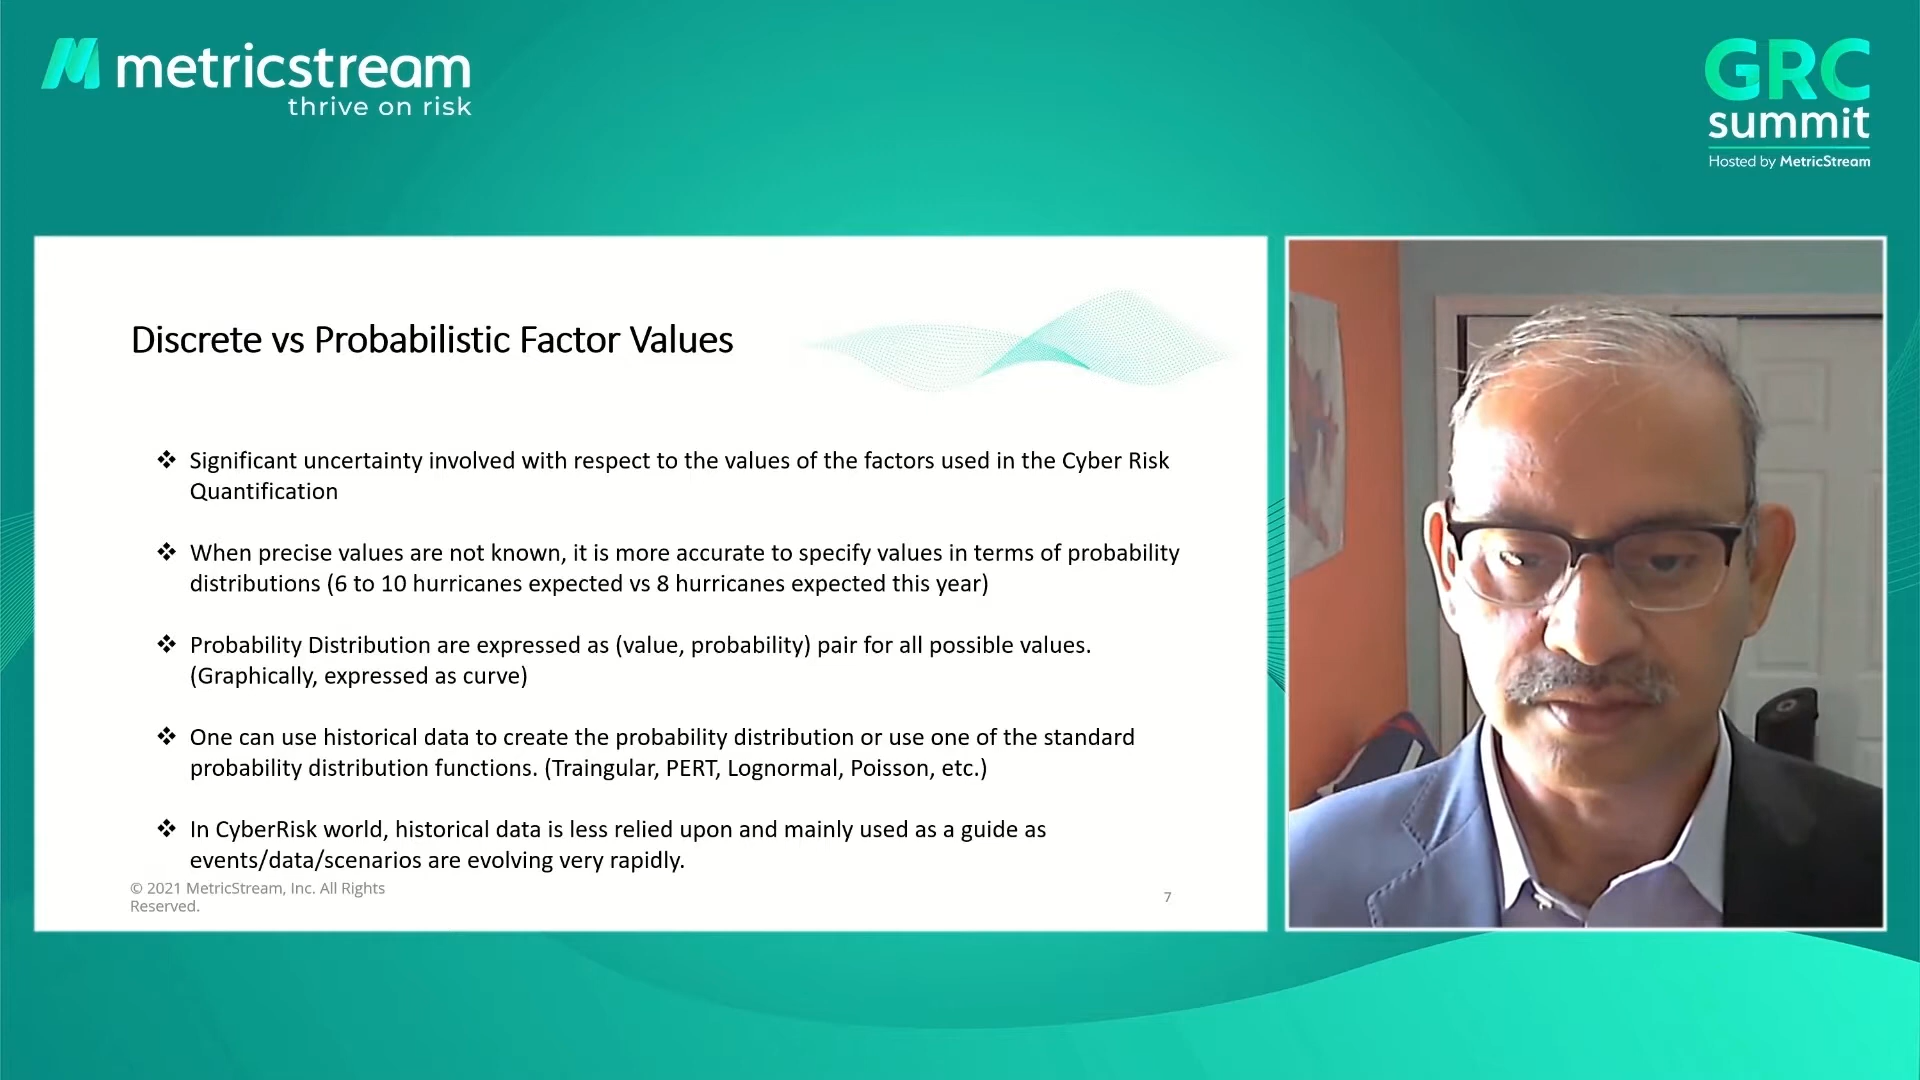 metricstream
thrive on risk
GRC
summit
Hosted by MetricStream
Discrete vs Probabilistic Factor Values
❖ Significant uncertainty involved with respect to the values of the factors used in the Cyber Risk
Quantification
❖ When precise values are not known, it is more accurate to specify values in terms of probability
distributions (6 to 10 hurricanes expected vs 8 hurricanes expected this year)
❖ Probability Distribution are expressed as (value, probability) pair for all possible values.
(Graphically, expressed as curve)
❖ One can use historical data to create the probability distribution or use one of the standard
probability distribution functions. (Traingular, PERT, Lognormal, Poisson, etc.)
❖ In CyberRisk world, historical data is less relied upon and mainly used as a guide as
events/data/scenarios are evolving very rapidly.
© 2021 MetricStream, Inc. All Rights
Reserved.
7